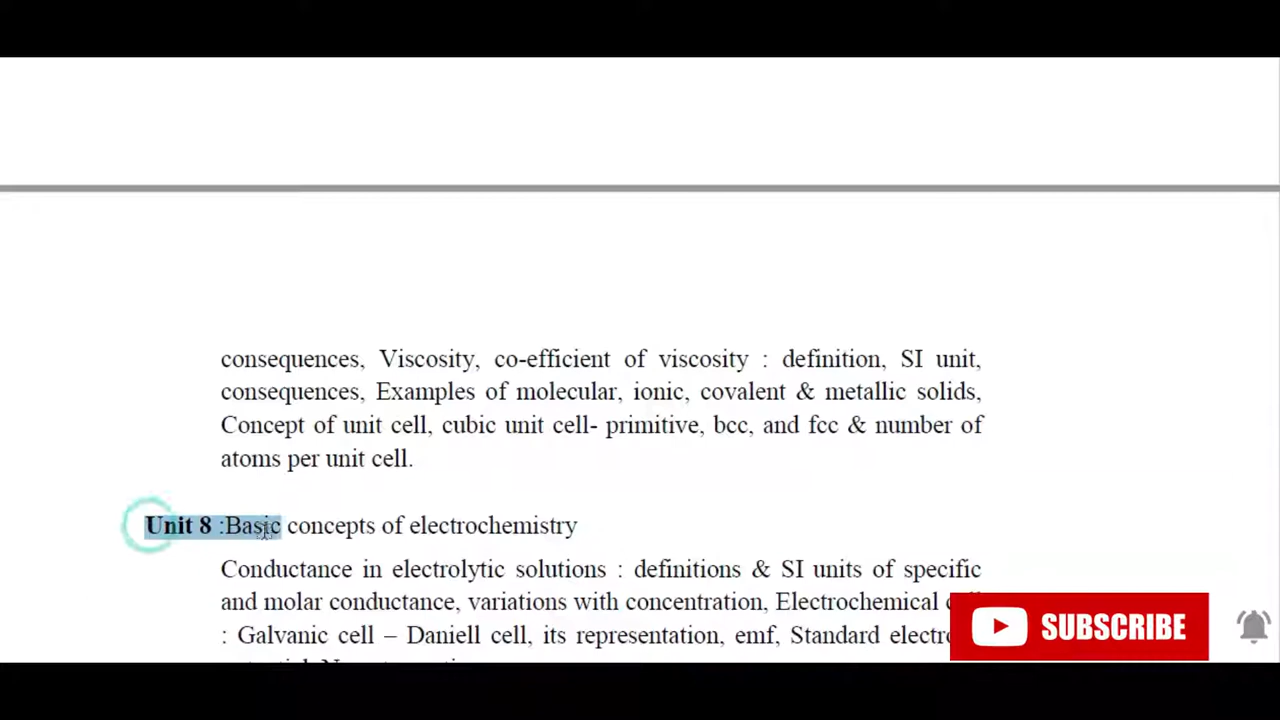 consequences, Viscosity, co-efficient of viscosity : definition, SI unit,
consequences, Examples of molecular, ionic, covalent & metallic solids,
Concept of unit cell, cubic unit cell- primitive, bcc, and fcc & number of
atoms per unit cell.
Unit 8 :Basic concepts of electrochemistry
Conductance in electrolytic solutions : definitions & SI units of specific
and molar conductance, variations with concentration, Electrochemical
: Galvanic cell – Daniell cell, its representation, emf, Standard
SUBSCRIBE